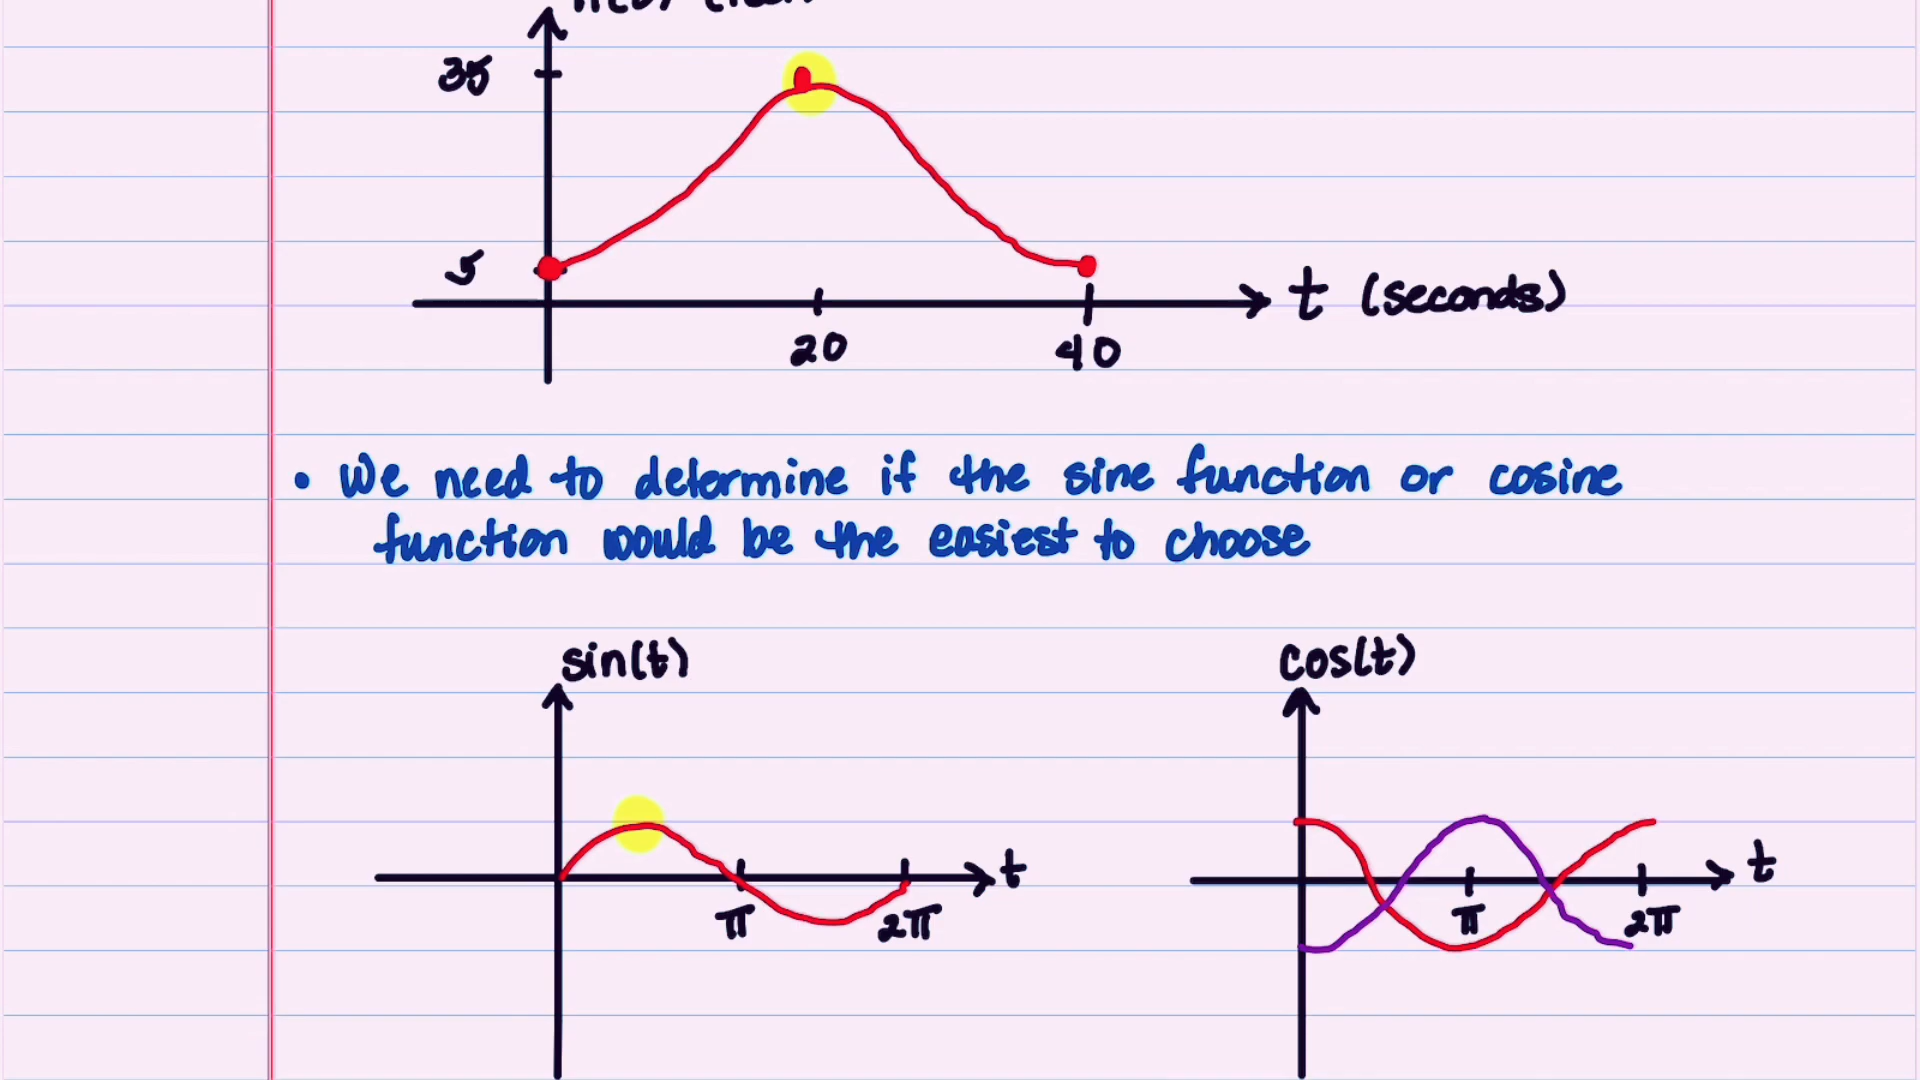 35
5
t (seconds)
20
40
• We need to determine if the sine function or cosine
function would be the easiest to choose
sin(t)
cos(t)
t
t
π
2π
π
2π